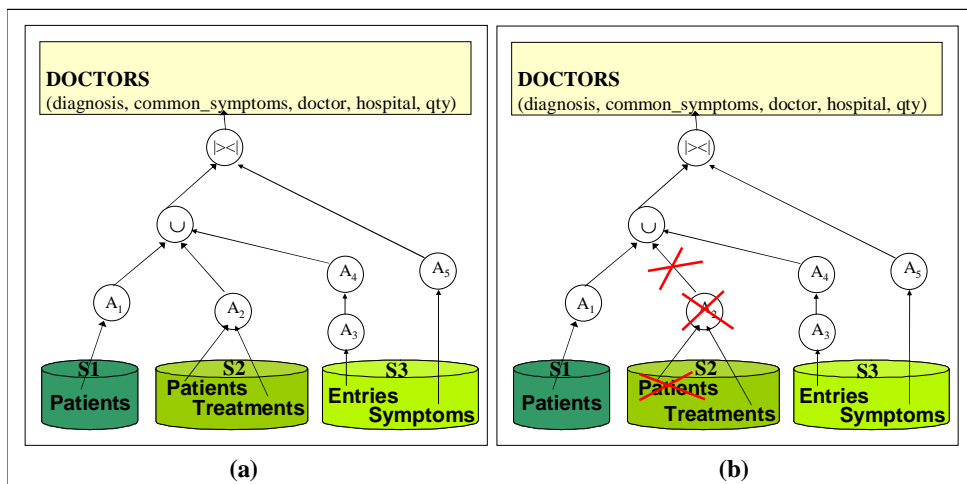 DOCTORS
(diagnosis, common_symptoms, doctor, hospital, qty)
|><|
∪
A4
A5
A1
A2
A3
S1
S2
S3
Patients
Patients
Treatments
Entries
Symptoms
(a)
DOCTORS
(diagnosis, common_symptoms, doctor, hospital, qty)
|><|
∪
A4
A5
A1
A2
A3
S1
S2
S3
Patients
Patients
Treatments
Entries
Symptoms
(b)